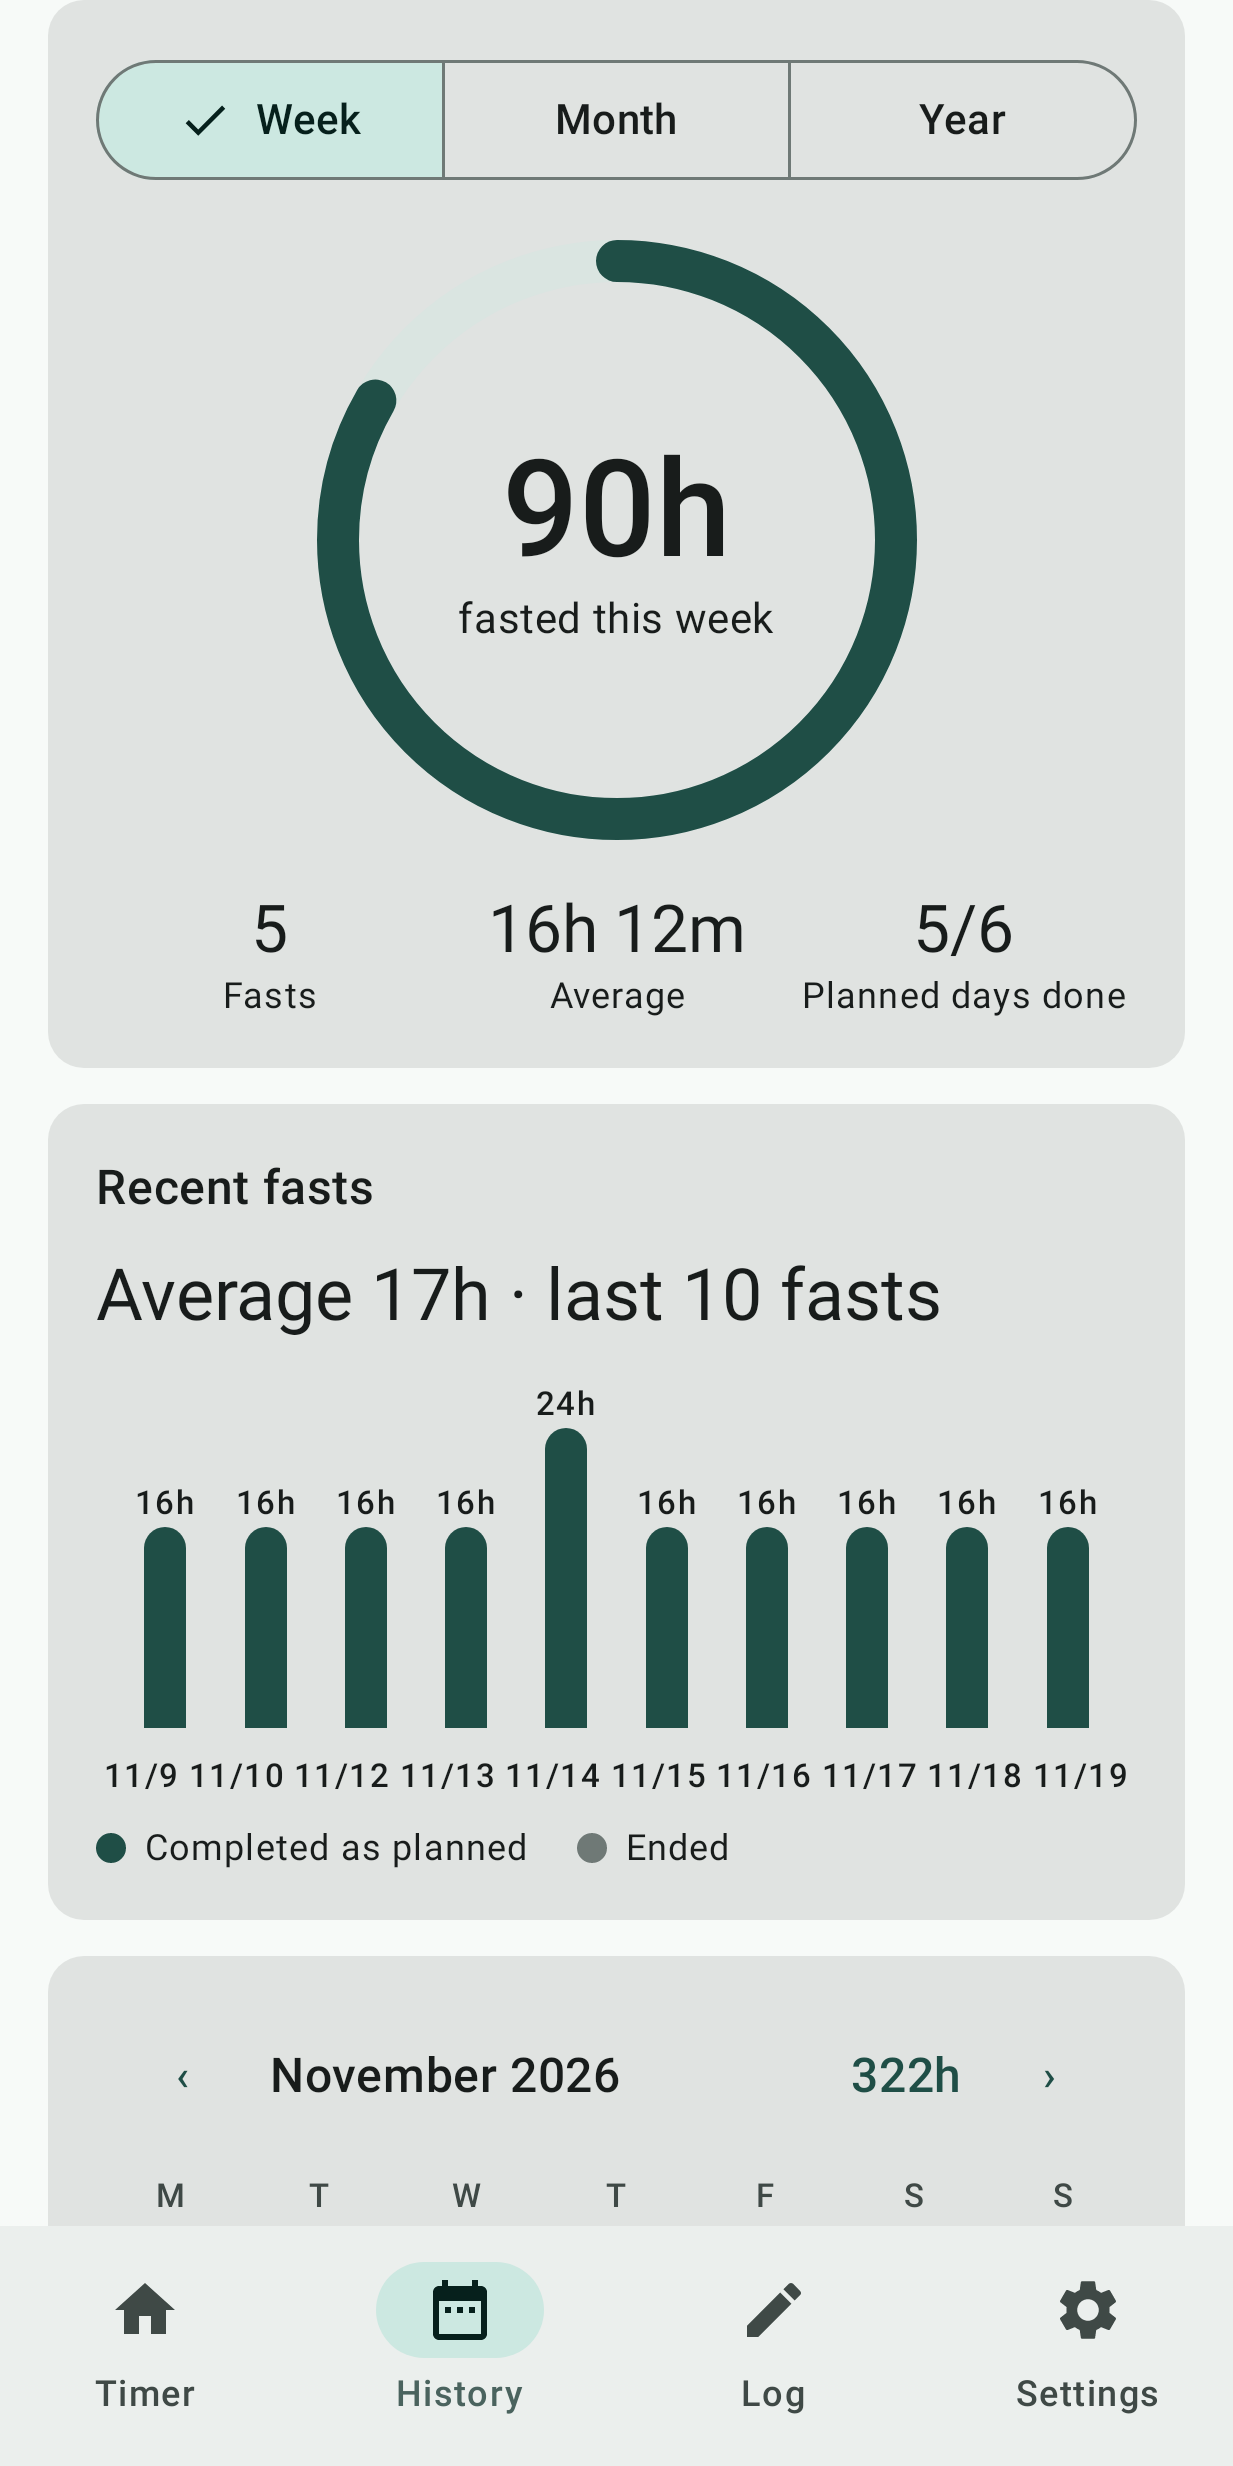 Week Month Year
90h
fasted this week
5 16h 12m 5/6
Fasts Average Planned days done
Recent fasts
Average 17h · last 10 fasts
24h
16h 16h 16h 16h 16h 16h 16h 16h 16h
11/9 11/10 11/12 11/13 11/14 11/15 11/16 11/17 11/18 11/19
Completed as planned Ended
‹ November 2026 322h ›
M T W T F S S
Timer History Log Settings